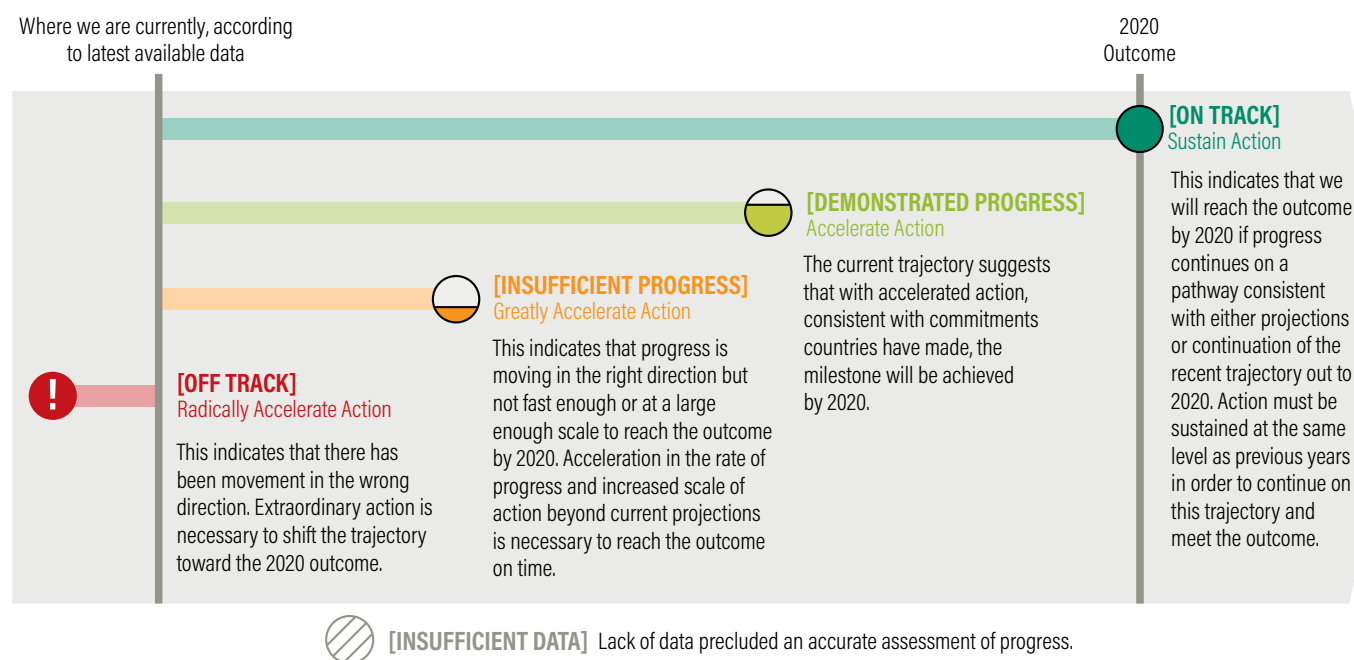 Where we are currently, according
to latest available data
2020
Outcome
[ON TRACK]
Sustain Action
This indicates that we
will reach the outcome
by 2020 if progress
continues on a
pathway consistent
with either projections
or continuation of the
recent trajectory out to
2020. Action must be
sustained at the same
level as previous years
in order to continue on
this trajectory and
meet the outcome.
[DEMONSTRATED PROGRESS]
Accelerate Action
The current trajectory suggests
that with accelerated action,
consistent with commitments
countries have made, the
milestone will be achieved
by 2020.
[INSUFFICIENT PROGRESS]
Greatly Accelerate Action
This indicates that progress is
moving in the right direction but
not fast enough or at a large
enough scale to reach the outcome
by 2020. Acceleration in the rate of
progress and increased scale of
action beyond current projections
is necessary to reach the outcome
on time.
!
[OFF TRACK]
Radically Accelerate Action
This indicates that there has
been movement in the wrong
direction. Extraordinary action is
necessary to shift the trajectory
toward the 2020 outcome.
[INSUFFICIENT DATA] Lack of data precluded an accurate assessment of progress.